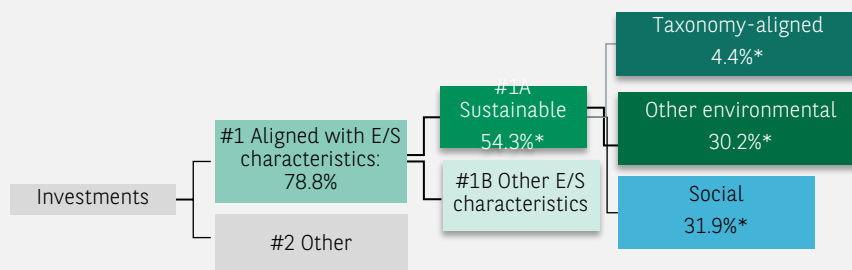 Investments
#1 Aligned with E/S
characteristics:
78.8%
#2 Other
#1A
Sustainable
54.3%*
#1B Other E/S
characteristics
Taxonomy-aligned
4.4%*
Other environmental
30.2%*
Social
31.9%*